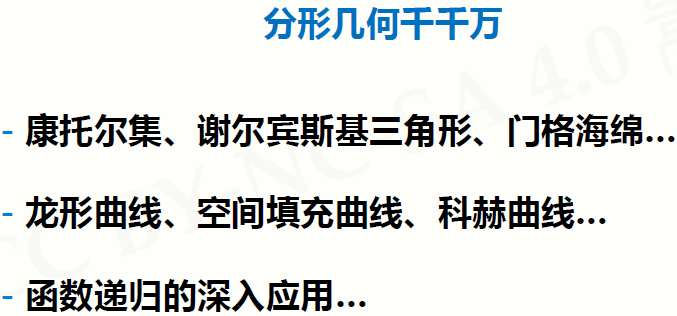 分形几何千千万
- 康托尔集、谢尔宾斯基三角形、门格海绵…
- 龙形曲线、空间填充曲线、科赫曲线…
- 函数递归的深入应用…
CC BY-NC-SA 4.0 嵩